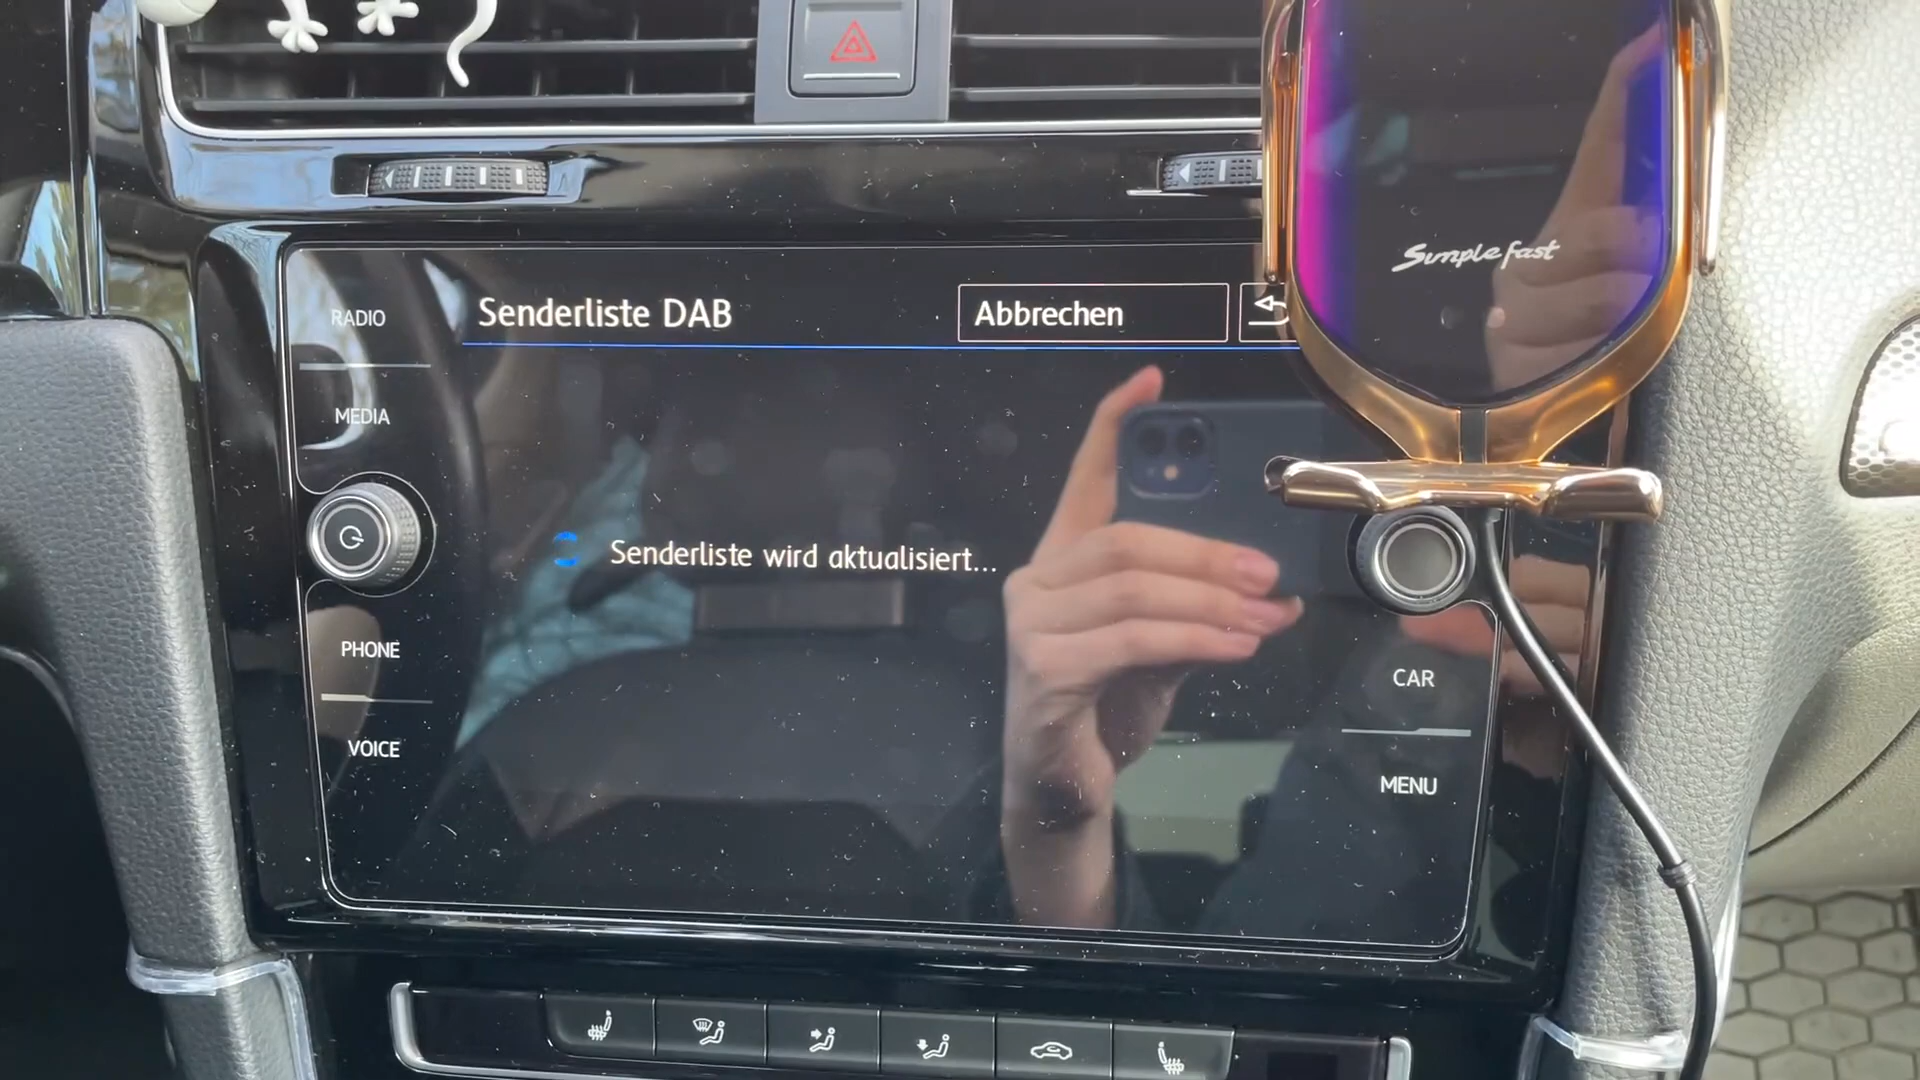 Simple fast
RADIO
Senderliste DAB
Abbrechen
MEDIA
Senderliste wird aktualisiert...
PHONE
CAR
VOICE
MENU